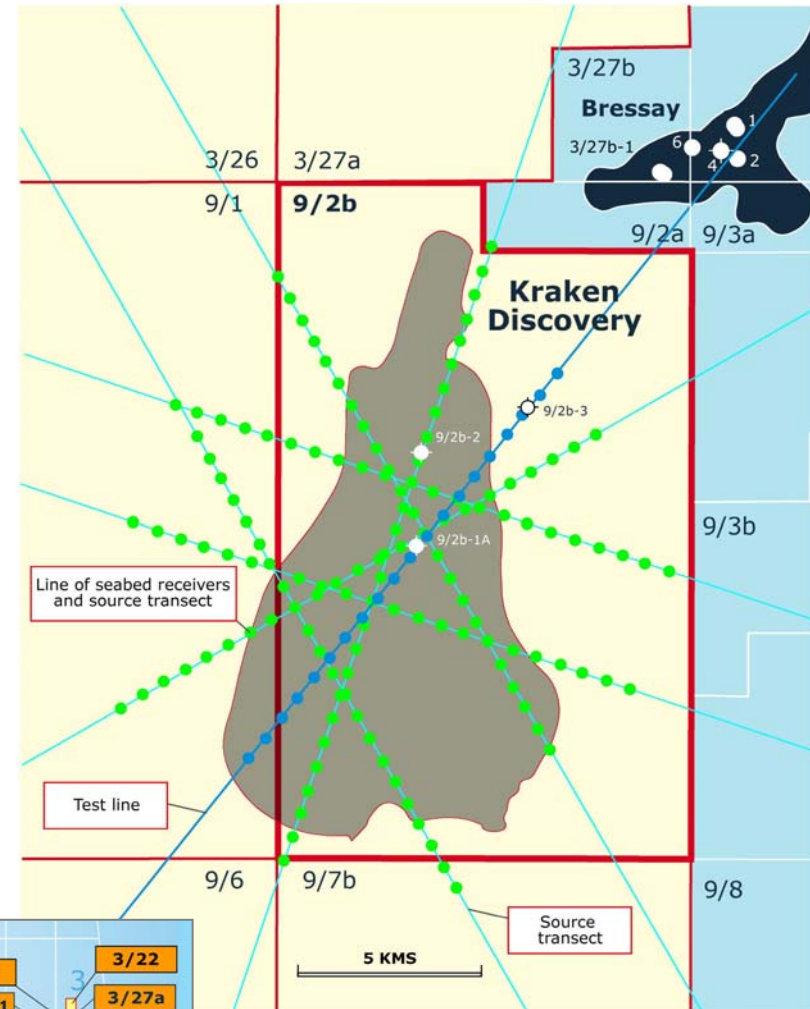 3/27b
Bressay
1
3/27b-1
6
4
2
3/26
3/27a
9/1
9/2b
9/2a
9/3a
Kraken
Discovery
9/2b-3
9/2b-2
9/3b
9/2b-1A
Line of seabed receivers
and source transect
Test line
9/6
9/7b
9/8
Source
transect
5 KMS
3/22
3
3/27a